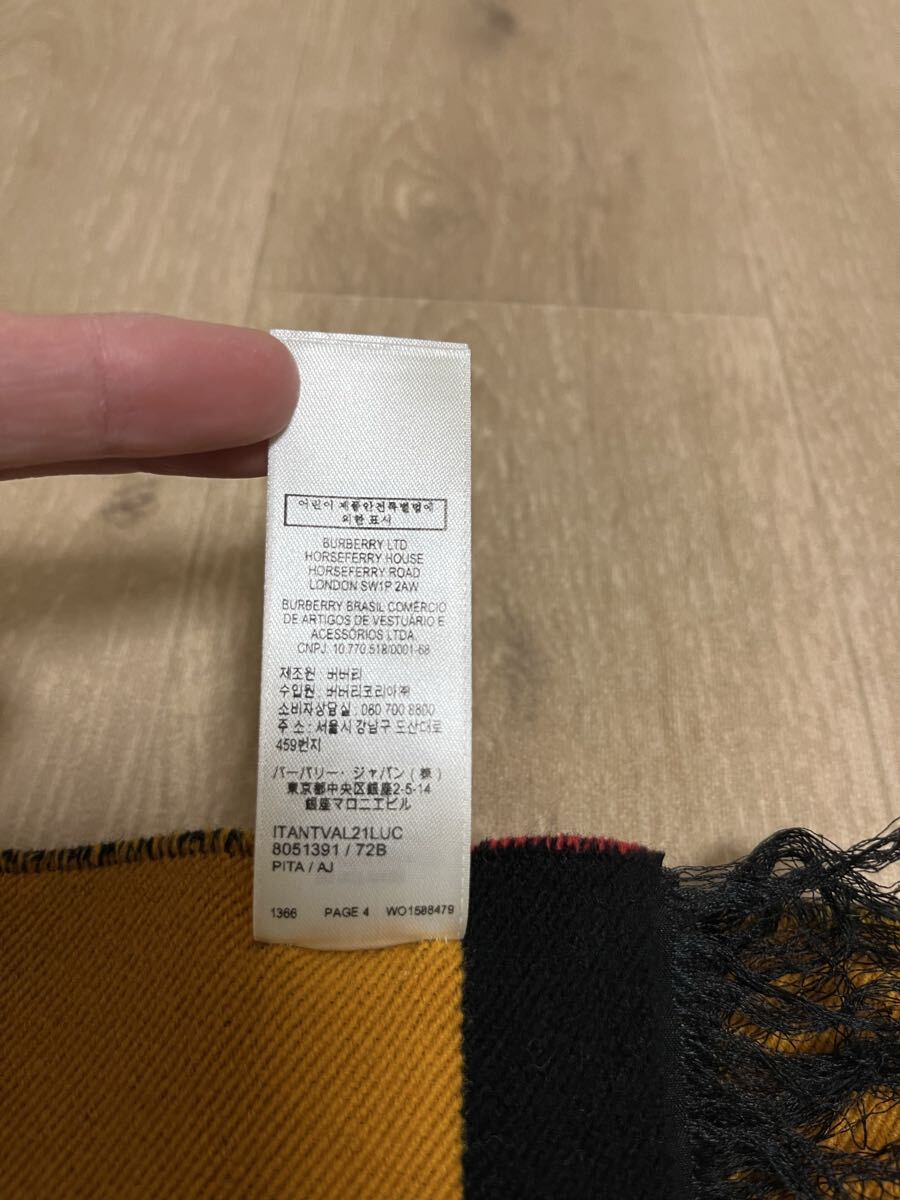 어린이 제품안전특별법에
의한 표시
BURBERRY LTD
HORSEFERRY HOUSE
HORSEFERRY ROAD
LONDON SW1P 2AW
BURBERRY BRASIL COMÉRCIO
DE ARTIGOS DE VESTUÁRIO E
ACESSÓRIOS LTDA
CNPJ: 10.770.518/0001-68
제조원 버버리
수입원 : 버버리코리아㈜
소비자상담실 : 080 700 8800
주 소 : 서울시 강남구 도산대로
459번지
バーバリー・ジャパン(株)
東京都中央区銀座2-5-14
銀座マロニエビル
ITANTVAL21LUC
8051391 / 72B
PITA / AJ
1366 PAGE 4 WO1588479